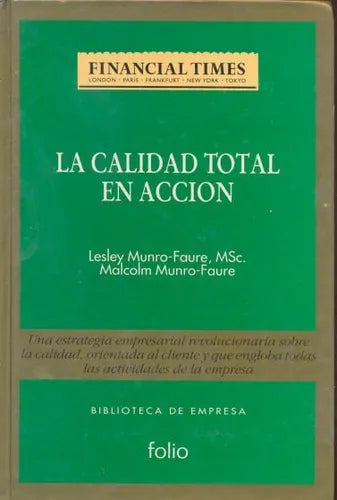 FINANCIAL TIMES
LONDON · PARIS · FRANKFURT · NEW YORK · TOKYO
LA CALIDAD TOTAL
EN ACCION
Lesley Munro-Faure, MSc.
Malcolm Munro-Faure
Una estrategia empresarial revolucionaria sobre
la calidad, orientada al cliente y que engloba todas
las actividades de la empresa
BIBLIOTECA DE EMPRESA
folio